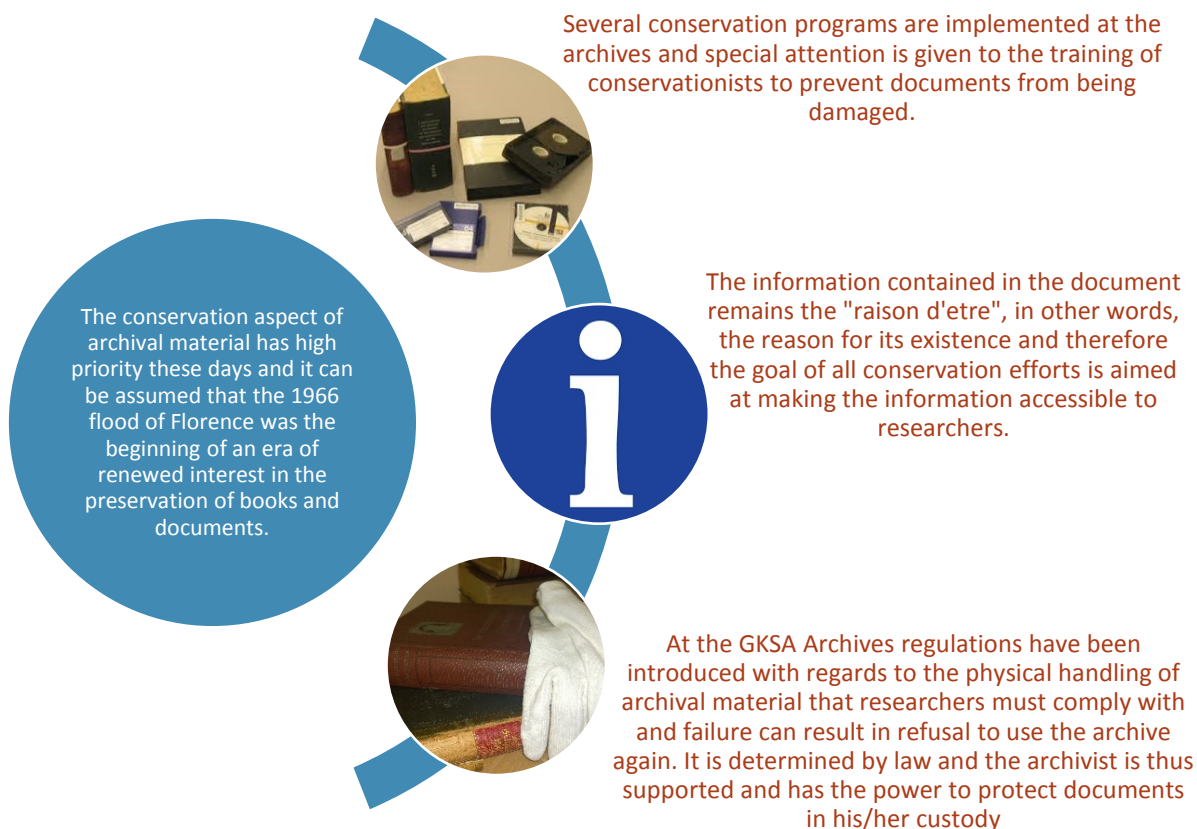 Several conservation programs are implemented at the
archives and special attention is given to the training of
conservationists to prevent documents from being
damaged.
The conservation aspect of
archival material has high
priority these days and it can
be assumed that the 1966
flood of Florence was the
beginning of an era of
renewed interest in the
preservation of books and
documents.
i
The information contained in the document
remains the "raison d'etre", in other words,
the reason for its existence and therefore
the goal of all conservation efforts is aimed
at making the information accessible to
researchers.
At the GKSA Archives regulations have been
introduced with regards to the physical handling of
archival material that researchers must comply with
and failure can result in refusal to use the archive
again. It is determined by law and the archivist is thus
supported and has the power to protect documents
in his/her custody